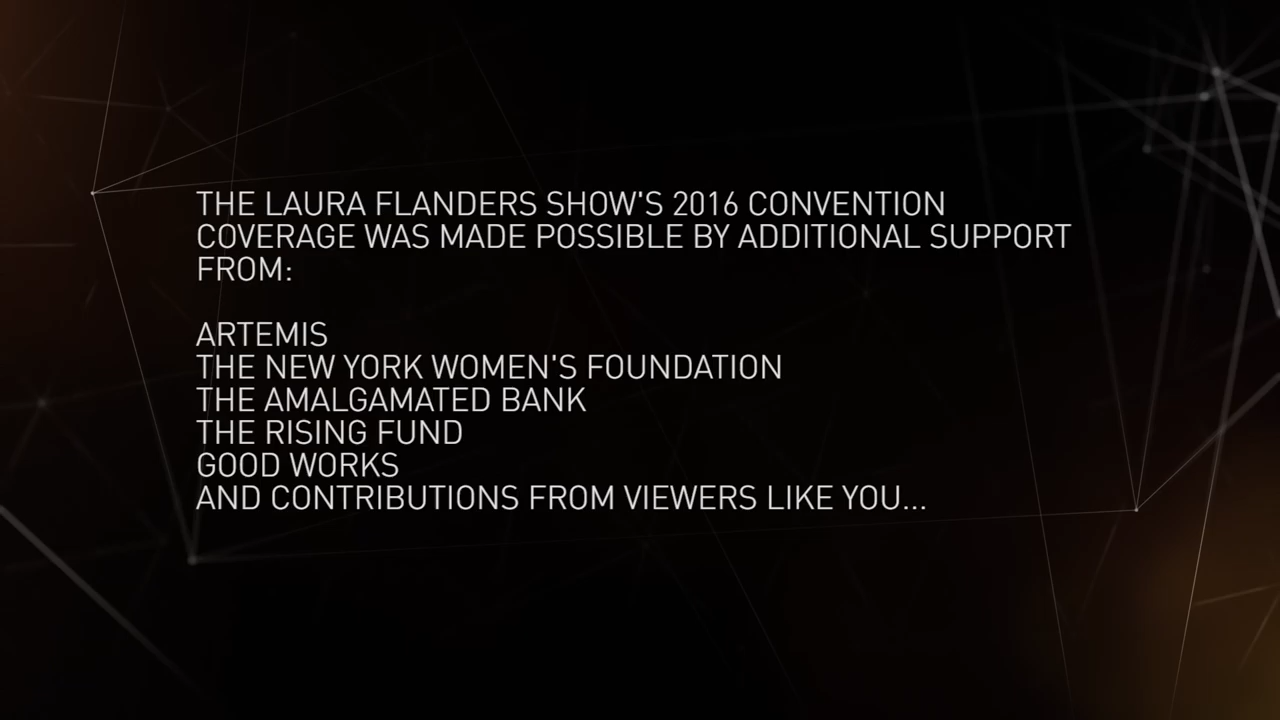 THE LAURA FLANDERS SHOW'S 2016 CONVENTION
COVERAGE WAS MADE POSSIBLE BY ADDITIONAL SUPPORT
FROM:
ARTEMIS
THE NEW YORK WOMEN'S FOUNDATION
THE AMALGAMATED BANK
THE RISING FUND
GOOD WORKS
AND CONTRIBUTIONS FROM VIEWERS LIKE YOU...